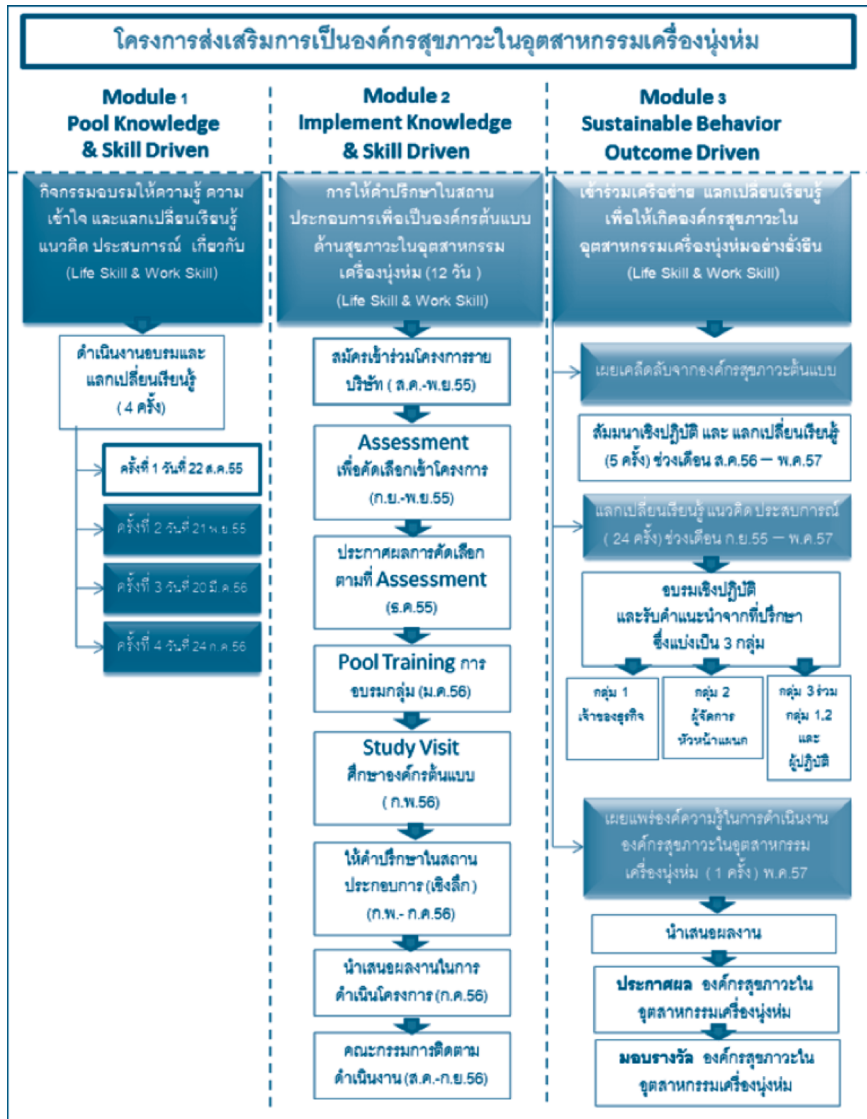 โครงการส่งเสริมการเป็นองค์กรสุขภาวะในอุตสาหกรรมเครื่องนุ่งห่ม
Module 1
Pool Knowledge
& Skill Driven
กิจกรรมอบรมให้ความรู้ ความ
เข้าใจ และแลกเปลี่ยนเรียนรู้
แนวคิด ประสบการณ์ เกี่ยวกับ
(Life Skill & Work Skill)
ดำเนินงานอบรมและ
แลกเปลี่ยนเรียนรู้
( 4 ครั้ง)
ครั้งที่ 1 วันที่ 22 ส.ค.55
ครั้งที่ 2 วันที่ 21 พ.ย.55
ครั้งที่ 3 วันที่ 20 มี.ค.56
ครั้งที่ 4 วันที่ 24 ก.ค.56
Module 2
Implement Knowledge
& Skill Driven
การให้คำปรึกษาในสถาน
ประกอบการเพื่อเป็นองค์กรต้นแบบ
ด้านสุขภาวะในอุตสาหกรรม
เครื่องนุ่งห่ม (12 วัน )
(Life Skill & Work Skill)
สมัครเข้าร่วมโครงการราย
บริษัท ( ส.ค.-พ.ย.55)
Assessment
เพื่อคัดเลือกเข้าโครงการ
(ก.ย.-พ.ย.55)
ประกาศผลการคัดเลือก
ตามที่ Assessment
(ธ.ค.55)
Pool Training การ
อบรมกลุ่ม (ม.ค.56)
Study Visit
ศึกษาองค์กรต้นแบบ
( ก.พ.56)
ให้คำปรึกษาในสถาน
ประกอบการ (เชิงลึก)
(ก.พ.- ก.ค.56)
นำเสนอผลงานในการ
ดำเนินโครงการ (ก.ค.56)
คณะกรรมการติดตาม
ดำเนินงาน (ส.ค.-ก.ย.56)
Module 3
Sustainable Behavior
Outcome Driven
เข้าร่วมเครือข่าย แลกเปลี่ยนเรียนรู้
เพื่อให้เกิดองค์กรสุขภาวะใน
อุตสาหกรรมเครื่องนุ่งห่มอย่างยั่งยืน
(Life Skill & Work Skill)
เผยเคล็ดลับจากองค์กรสุขภาวะต้นแบบ
สัมมนาเชิงปฏิบัติ และ แลกเปลี่ยนเรียนรู้
(5 ครั้ง) ช่วงเดือน ส.ค.56 – พ.ค.57
แลกเปลี่ยนเรียนรู้ แนวคิด ประสบการณ์
( 24 ครั้ง) ช่วงเดือน ก.ย.55 – พ.ค.57
อบรมเชิงปฏิบัติ
และรับคำแนะนำจากที่ปรึกษา
ซึ่งแบ่งเป็น 3 กลุ่ม
กลุ่ม 1
เจ้าของธุรกิจ
กลุ่ม 2
ผู้จัดการ
หัวหน้าแผนก
กลุ่ม 3 ร่วม
กลุ่ม 1,2
และ
ผู้ปฏิบัติ
เผยแพร่องค์ความรู้ในการดำเนินงาน
องค์กรสุขภาวะในอุตสาหกรรม
เครื่องนุ่งห่ม ( 1 ครั้ง ) พ.ค.57
นำเสนอผลงาน
ประกาศผล องค์กรสุขภาวะใน
อุตสาหกรรมเครื่องนุ่งห่ม
มอบรางวัล องค์กรสุขภาวะใน
อุตสาหกรรมเครื่องนุ่งห่ม